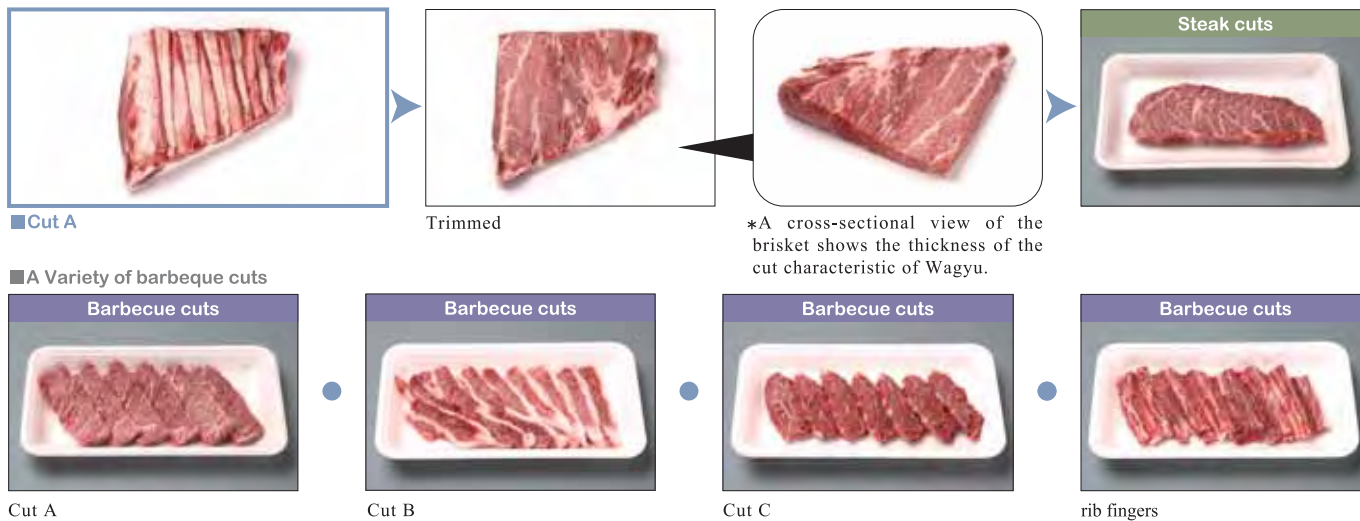 Steak cuts
■Cut A
Trimmed
*A cross-sectional view of the
brisket shows the thickness of the
cut characteristic of Wagyu.
■A Variety of barbeque cuts
Barbecue cuts
Barbecue cuts
Barbecue cuts
Barbecue cuts
Cut A
Cut B
Cut C
rib fingers